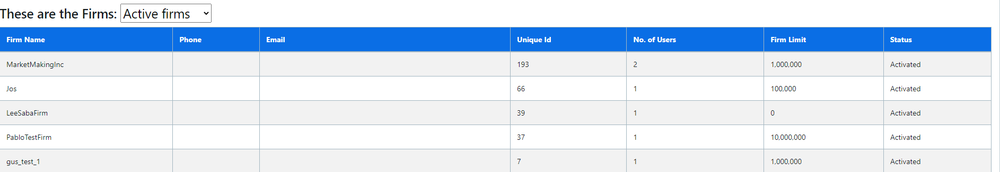 These are the Firms: Active firms
Firm Name Phone Email Unique Id No. of Users Firm Limit Status
MarketMakingInc 193 2 1,000,000 Activated
Jos 66 1 100,000 Activated
LeeSabaFirm 39 1 0 Activated
PabloTestFirm 37 1 10,000,000 Activated
gus_test_1 7 1 1,000,000 Activated